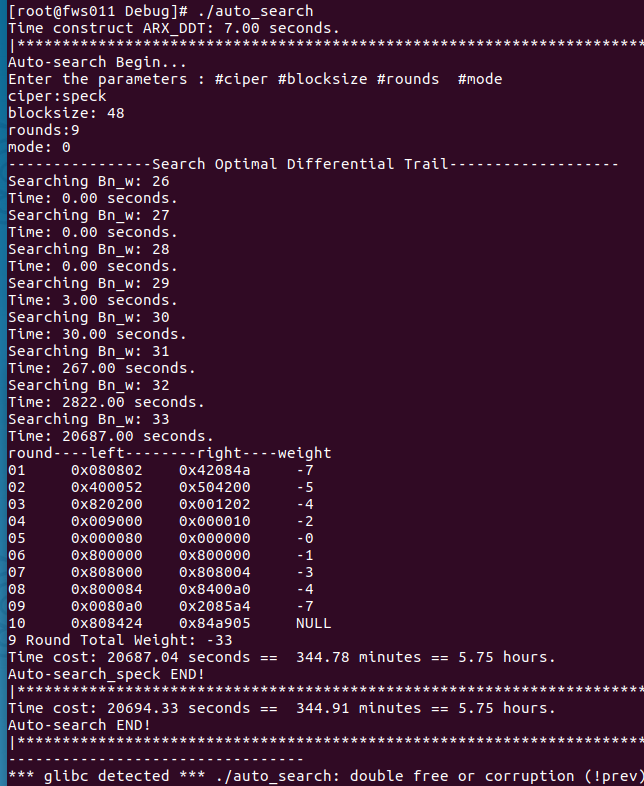 [root@fws011 Debug]# ./auto_search
Time construct ARX_DDT: 7.00 seconds.
|***********************************************************************
Auto-search Begin...
Enter the parameters : #ciper #blocksize #rounds  #mode
ciper:speck
blocksize: 48
rounds:9
mode: 0
----------------Search Optimal Differential Trail-------------------
Searching Bn_w: 26
Time: 0.00 seconds.
Searching Bn_w: 27
Time: 0.00 seconds.
Searching Bn_w: 28
Time: 0.00 seconds.
Searching Bn_w: 29
Time: 3.00 seconds.
Searching Bn_w: 30
Time: 30.00 seconds.
Searching Bn_w: 31
Time: 267.00 seconds.
Searching Bn_w: 32
Time: 2822.00 seconds.
Searching Bn_w: 33
Time: 20687.00 seconds.
round----left--------right----weight
01     0x080802     0x42084a     -7
02     0x400052     0x504200     -5
03     0x820200     0x001202     -4
04     0x009000     0x000010     -2
05     0x000080     0x000000     -0
06     0x800000     0x800000     -1
07     0x808000     0x808004     -3
08     0x800084     0x8400a0     -4
09     0x0080a0     0x2085a4     -7
10     0x808424     0x84a905     NULL
9 Round Total Weight: -33
Time cost: 20687.04 seconds ==  344.78 minutes == 5.75 hours.
Auto-search_speck END!
|***********************************************************************
Time cost: 20694.33 seconds ==  344.91 minutes == 5.75 hours.
Auto-search END!
|***********************************************************************
---------------------------------
*** glibc detected *** ./auto_search: double free or corruption (!prev)